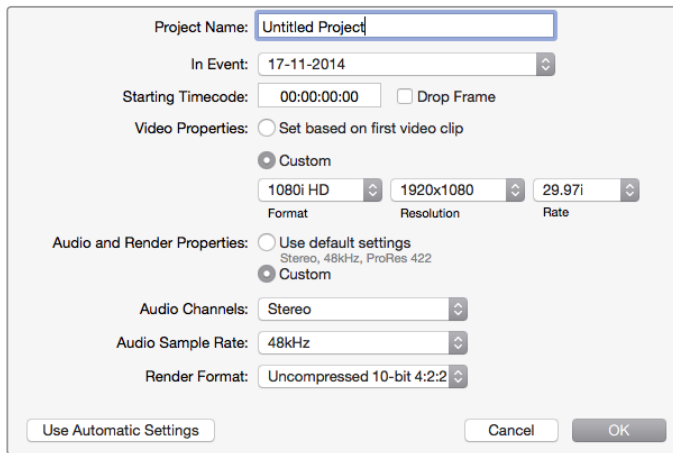 Project Name: Untitled Project
In Event: 17-11-2014
Starting Timecode: 00:00:00:00 Drop Frame
Video Properties: Set based on first video clip
Custom
1080i HD 1920x1080 29.97i
Format Resolution Rate
Audio and Render Properties: Use default settings
Stereo, 48kHz, ProRes 422
Custom
Audio Channels: Stereo
Audio Sample Rate: 48kHz
Render Format: Uncompressed 10-bit 4:2:2
Use Automatic Settings Cancel OK